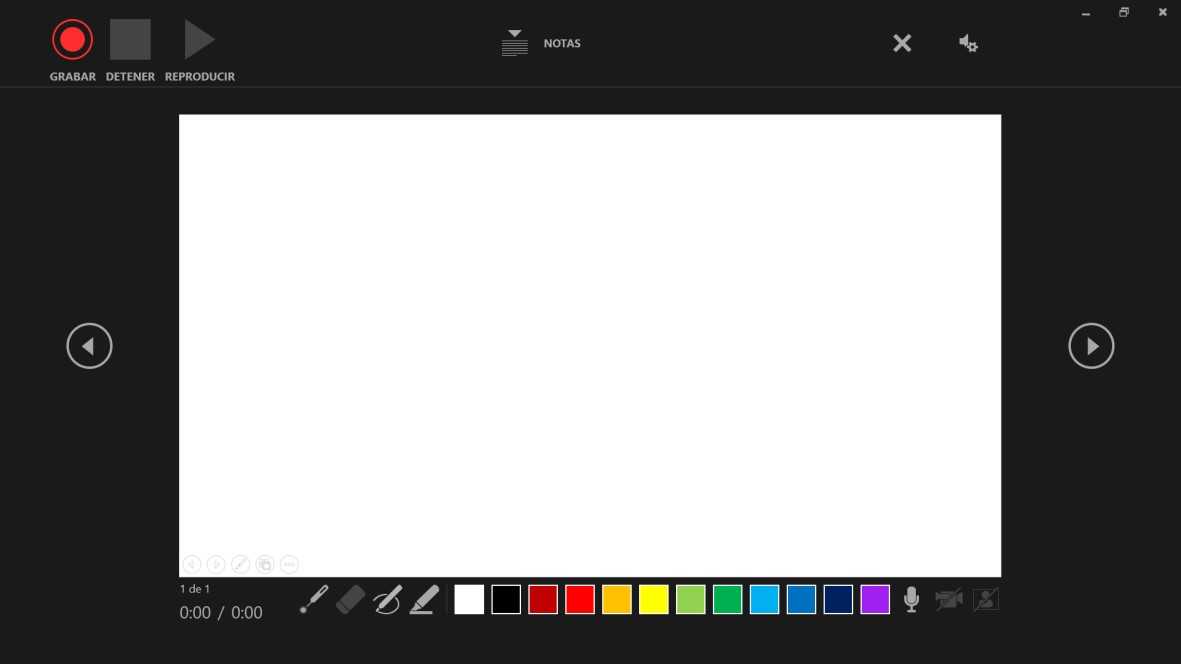 NOTAS
GRABAR DETENER REPRODUCIR
1 de 1
0:00 / 0:00